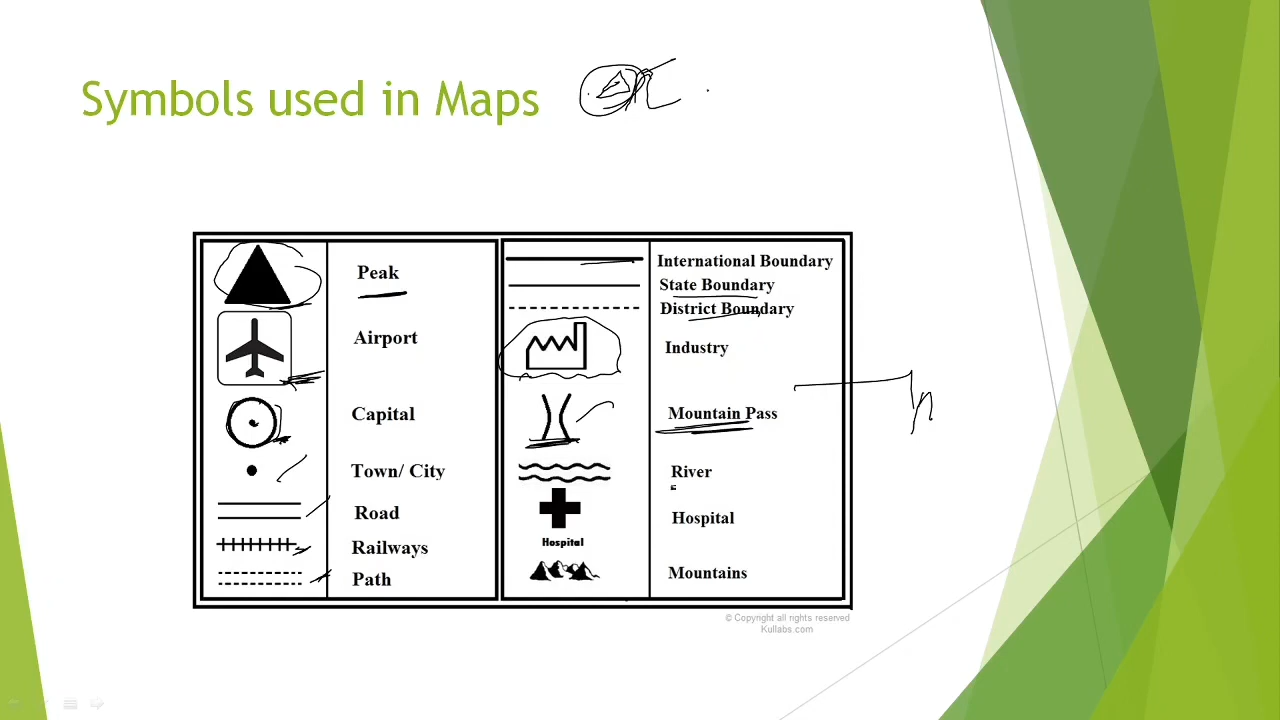 Symbols used in Maps
Peak
Airport
Capital
Town/ City
Road
Railways
Path
International Boundary
State Boundary
District Boundary
Industry
Mountain Pass
River
Hospital
Hospital
Mountains
© Copyright all rights reserved
Kullabs.com